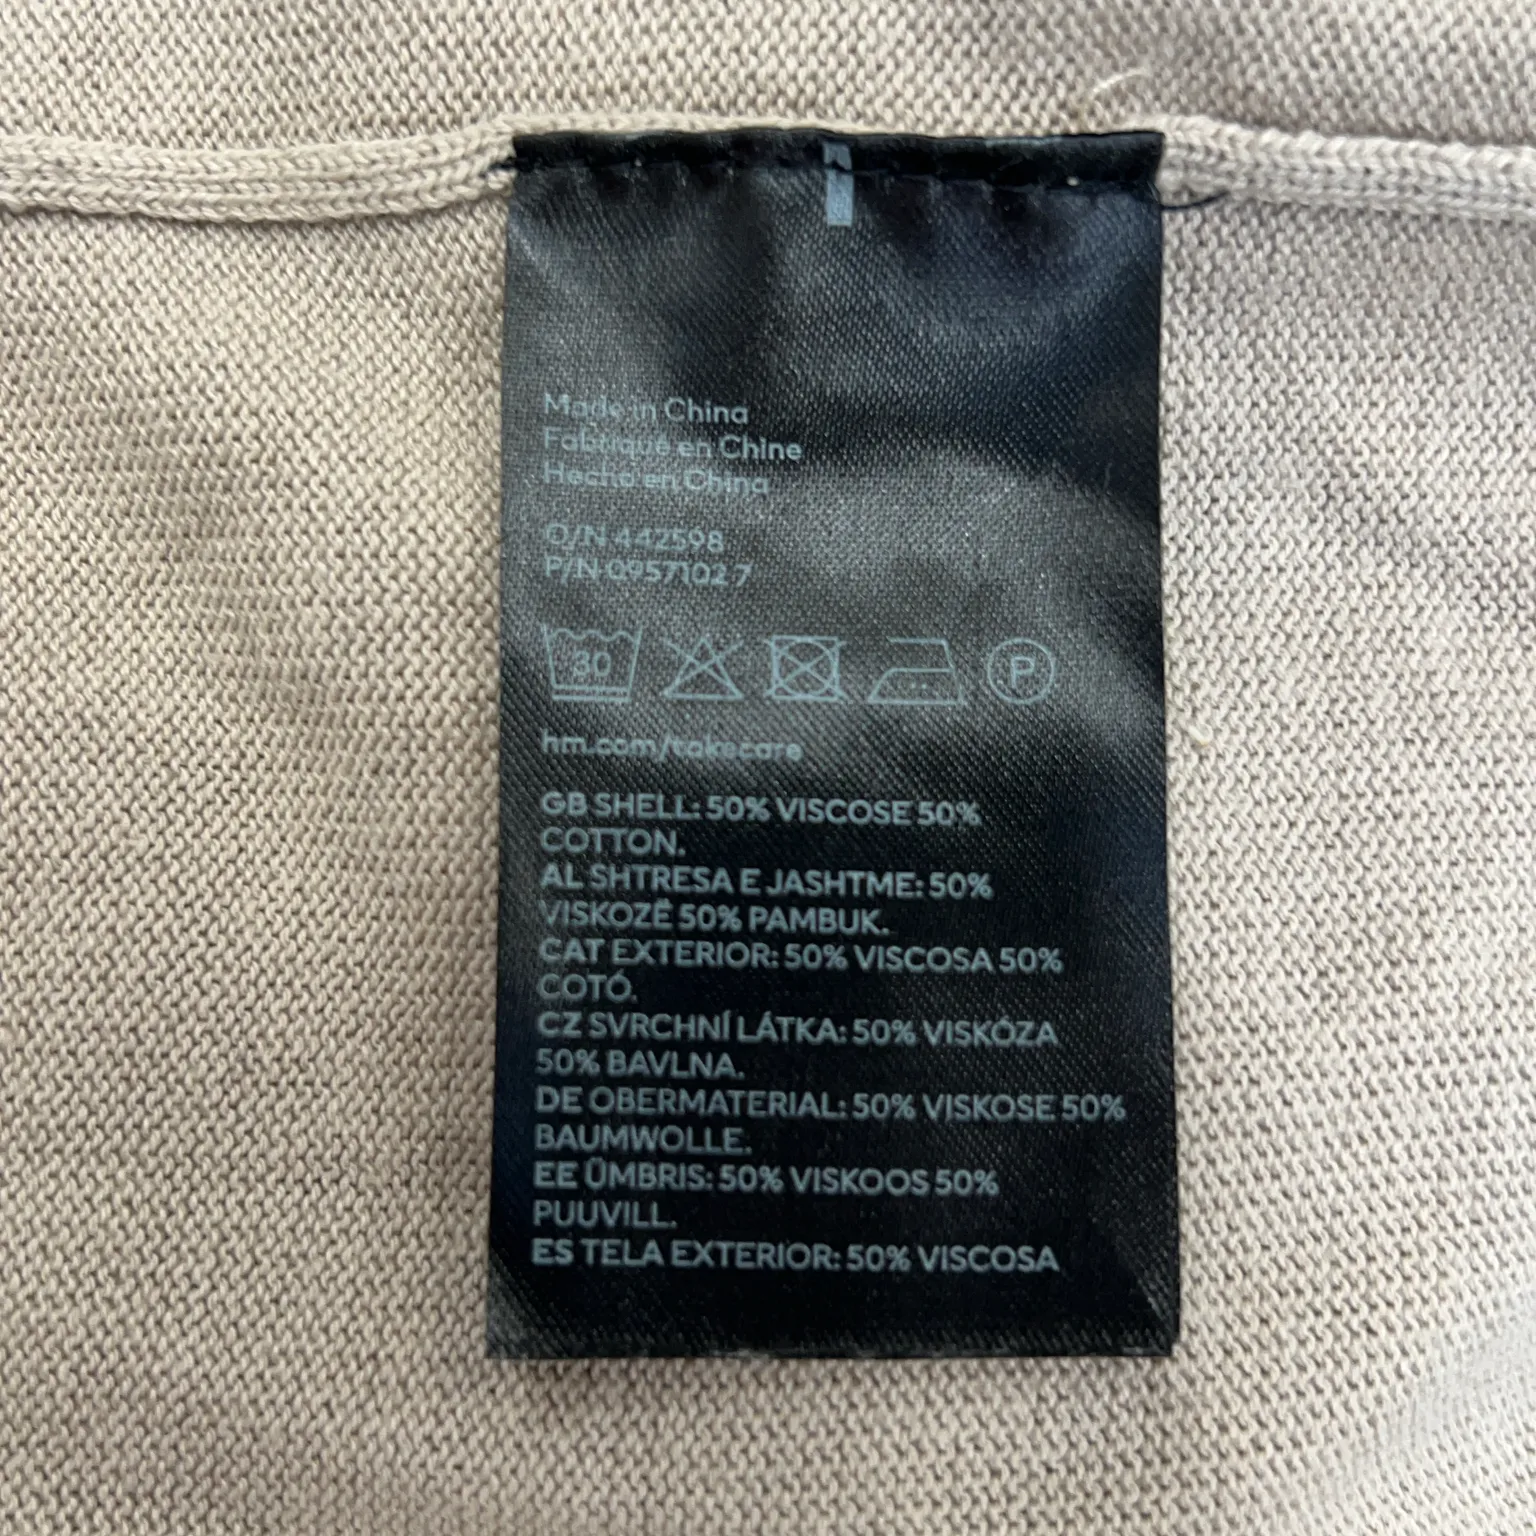 Made in China
Fabriqué en Chine
Hecho en China
O/N 442598
P/N 0957102 7
30
P
hm.com/takecare
GB SHELL: 50% VISCOSE 50%
COTTON.
AL SHTRESA E JASHTME: 50%
VISKOZË 50% PAMBUK.
CAT EXTERIOR: 50% VISCOSA 50%
COTÓ.
CZ SVRCHNÍ LÁTKA: 50% VISKÓZA
50% BAVLNA.
DE OBERMATERIAL: 50% VISKOSE 50%
BAUMWOLLE.
EE ÜMBRIS: 50% VISKOOS 50%
PUUVILL.
ES TELA EXTERIOR: 50% VISCOSA